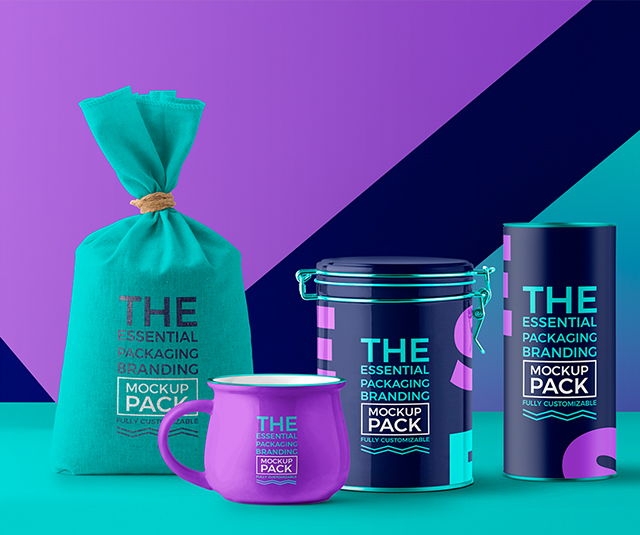 THE
ESSENTIAL
PACKAGING
BRANDING
MOCKUP
PACK
FULLY CUSTOMIZABLE
THE
ESSENTIAL
PACKAGING
BRANDING
MOCKUP
PACK
FULLY CUSTOMIZABLE
E
S
E
THE
ESSENTIAL
PACKAGING
BRANDING
MOCKUP
PACK
FULLY CUSTOMIZABLE
E
S
THE
ESSENTIAL
PACKAGING
BRANDING
MOCKUP
PACK
FULLY CUSTOMIZABLE